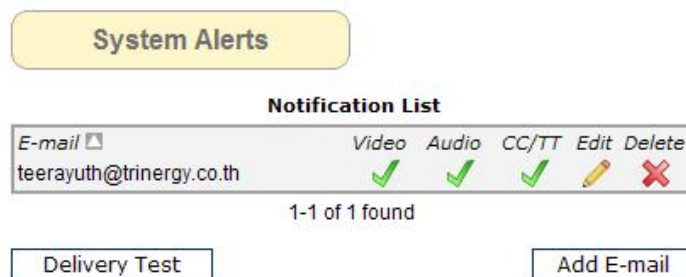 System Alerts
Notification List
E-mail Video Audio CC/TT Edit Delete
teerayuth@trinergy.co.th
1-1 of 1 found
Delivery Test Add E-mail